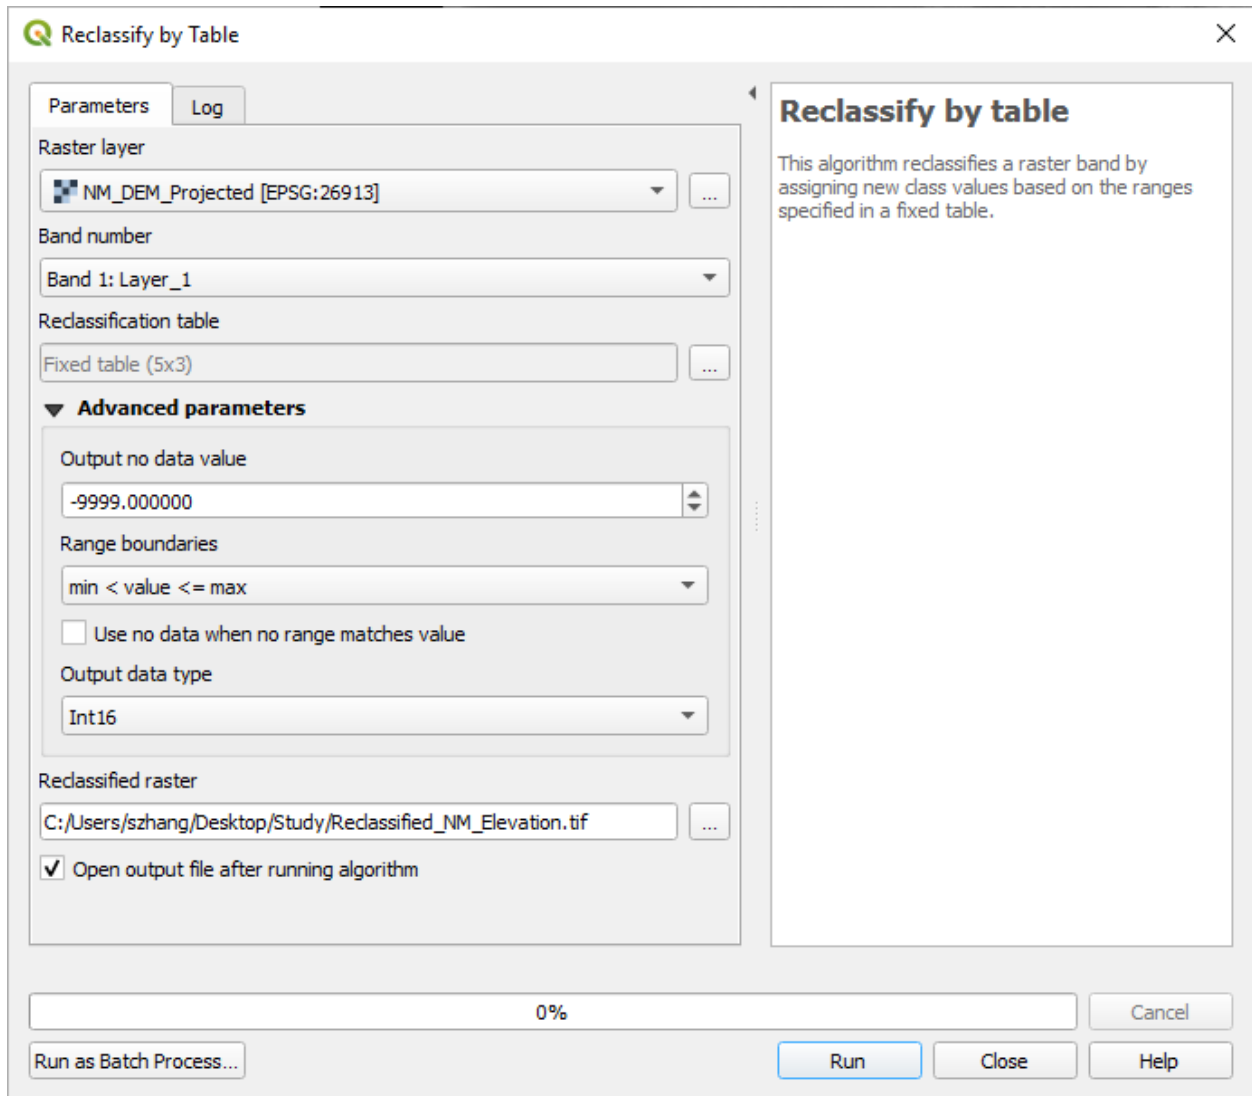 Reclassify by Table
Parameters
Log
Raster layer
NM_DEM_Projected [EPSG:26913]
...
Band number
Band 1: Layer_1
Reclassification table
Fixed table (5x3)
...
Advanced parameters
Output no data value
-9999.000000
Range boundaries
min < value <= max
Use no data when no range matches value
Output data type
Int16
Reclassified raster
C:/Users/szhang/Desktop/Study/Reclassified_NM_Elevation.tif
...
Open output file after running algorithm
Reclassify by table
This algorithm reclassifies a raster band by
assigning new class values based on the ranges
specified in a fixed table.
0%
Cancel
Run as Batch Process...
Run
Close
Help